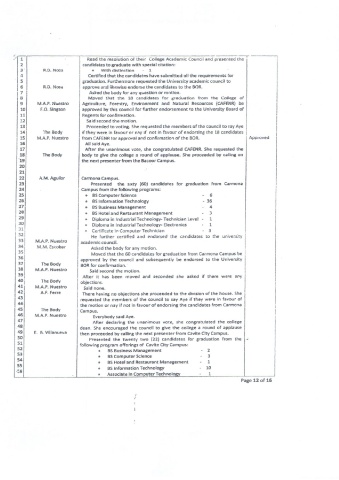 1 Read the resolution of their College Academic Council and presented the
2 candidates to graduate with special citation:
3 R.D. Noso • With distinction - 1
4 Certified that the candidates have submitted all the requirements for
5 graduation. Furthermore requested the University academic council to
6 R.D. Noso approve and likewise endorse the candidates to the BOR.
7 Asked the body for any question or motion.
8 Moved that the 18 candidates for graduation from the College of
9 M.A.P. Nuestro Agriculture, Forestry, Environment and Natural Resources (CAFENR) be
10 approved by this council for further endorsement to the University Board of
11 Regents for confirmation.
12 Said second the motion.
13 Proceeded to voting. She requested the members of the council to say Aye
14 The Body if they were in favour or nay if not in favour of endorsing the 18 candidates
15 M.A.P. Nuestro from CAFENR for approval and confirmation of the BOR. Approved
16 All said Aye.
17 After the unanimous vote, she congratulated CAFENR. She requested the
18 The Body body to give the college a round of applause. She proceeded by calling on
19 the next presenter from the Bacoor Campus.
20
21
22 A.M. Aguilar Carmona Campus
23 Presented the sixty (60) candidates for graduation from Carmona
24 Campus from the following programs:
25 • BS Computer Science - 6
26 • BS Information Technology - 36
27 • BS Business Management - 4
28 • BS Hotel and Restaurant Management - 3
29 • Diploma in Industrial Technology- Technician Level - 1
30 • Diploma in Industrial Technology- Electronics - 1
31 • Certificate in Computer Technician
32 He further certified and endorsed the candidates to the university
33 M.A.P. Nuestro academic council.
34 M.M. Escobar Asked the body for any motion.
35 Moved that the 60 candidates for graduation from Carmona Campus be
36 approved by the council and subsequently be endorsed to the University
37 The Body BOR for confirmation.
38 M.A.P. Nuestro Said second the motion.
39 After it has been moved and seconded she asked if there were any
40 The Body objections.
41 M.A.P. Nuestro Said none.
42 A.F. Ferre There having no objections she proceeded to the division of the house. She
43 requested the members of the council to say Aye if they were in favour of
44 the motion or nay if not in favour of endorsing the candidates from Carmona
45 The Body Campus.
46 M.A.P. Nuestro Everybody said Aye.
47 After declaring the unanimous vote, she congratulated the college
48 dean. She encouraged the council to give the college a round of applause
49 Villanueva then proceeded by calling the next presenter from Cavite City Campus.
50 Presented the twenty two (22) candidates for graduation from the
51 following program offerings of Cavite City Campus:
52 • BS Business Management - 2
53 • BS Computer Science - 3
54 • BS Hotel and Restaurant Management - 1
55 • BS Information Technology
56 • Associate in Computer Technology - 1
Page 13 of 16